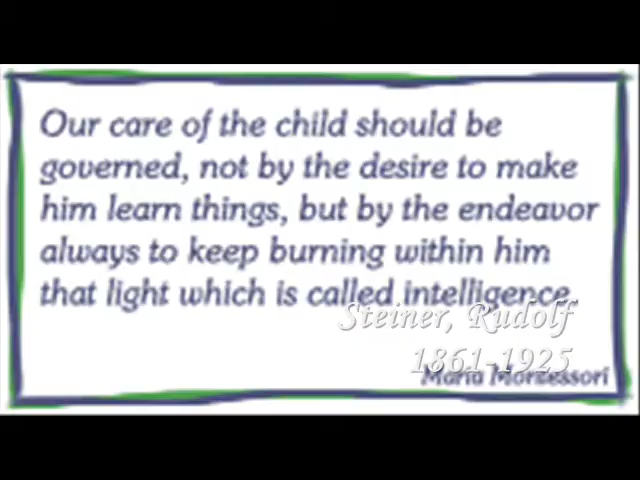 Our care of the child should be
governed, not by the desire to make
him learn things, but by the endeavor
always to keep burning within him
that light which is called intelligence.
Steiner, Rudolf
1861-1925
Maria Montessori